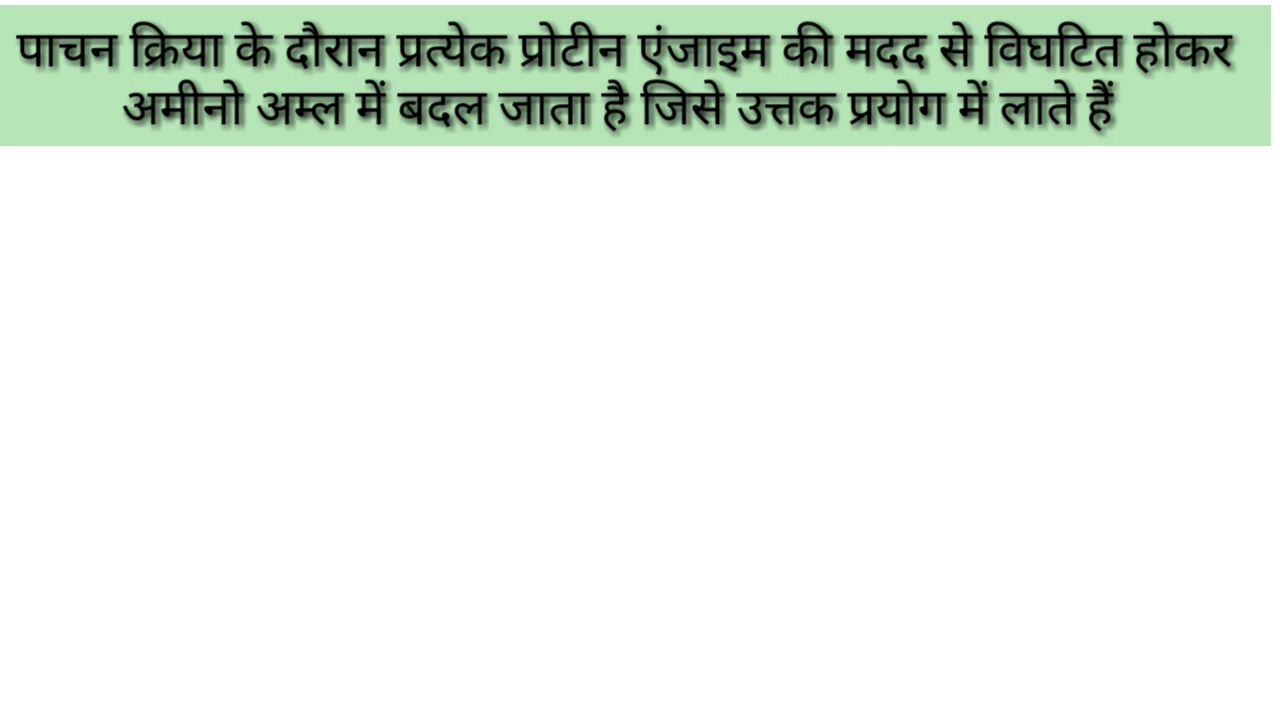 पाचन क्रिया के दौरान प्रत्येक प्रोटीन एंजाइम की मदद से विघटित होकर
अमीनो अम्ल में बदल जाता है जिसे उत्तक प्रयोग में लाते हैं